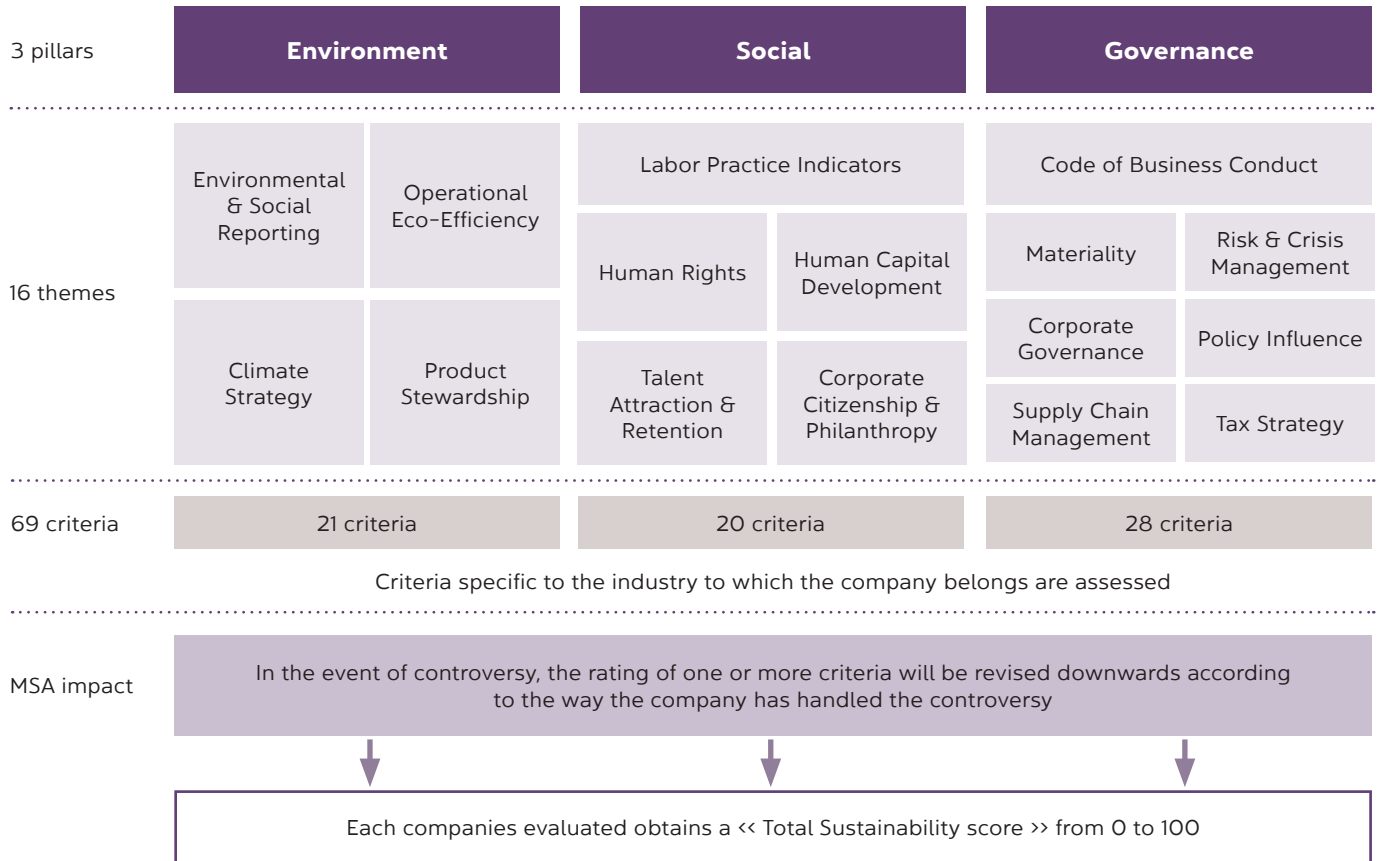 3 pillars
Environment
Social
Governance
16 themes
Environmental
& Social
Reporting
Operational
Eco-Efficiency
Climate
Strategy
Product
Stewardship
Labor Practice Indicators
Human Rights
Human Capital
Development
Talent
Attraction &
Retention
Corporate
Citizenship &
Philanthropy
Code of Business Conduct
Materiality
Risk & Crisis
Management
Corporate
Governance
Policy Influence
Supply Chain
Management
Tax Strategy
69 criteria
21 criteria
20 criteria
28 criteria
Criteria specific to the industry to which the company belongs are assessed
MSA impact
In the event of controversy, the rating of one or more criteria will be revised downwards according
to the way the company has handled the controversy
Each companies evaluated obtains a << Total Sustainability score >> from 0 to 100